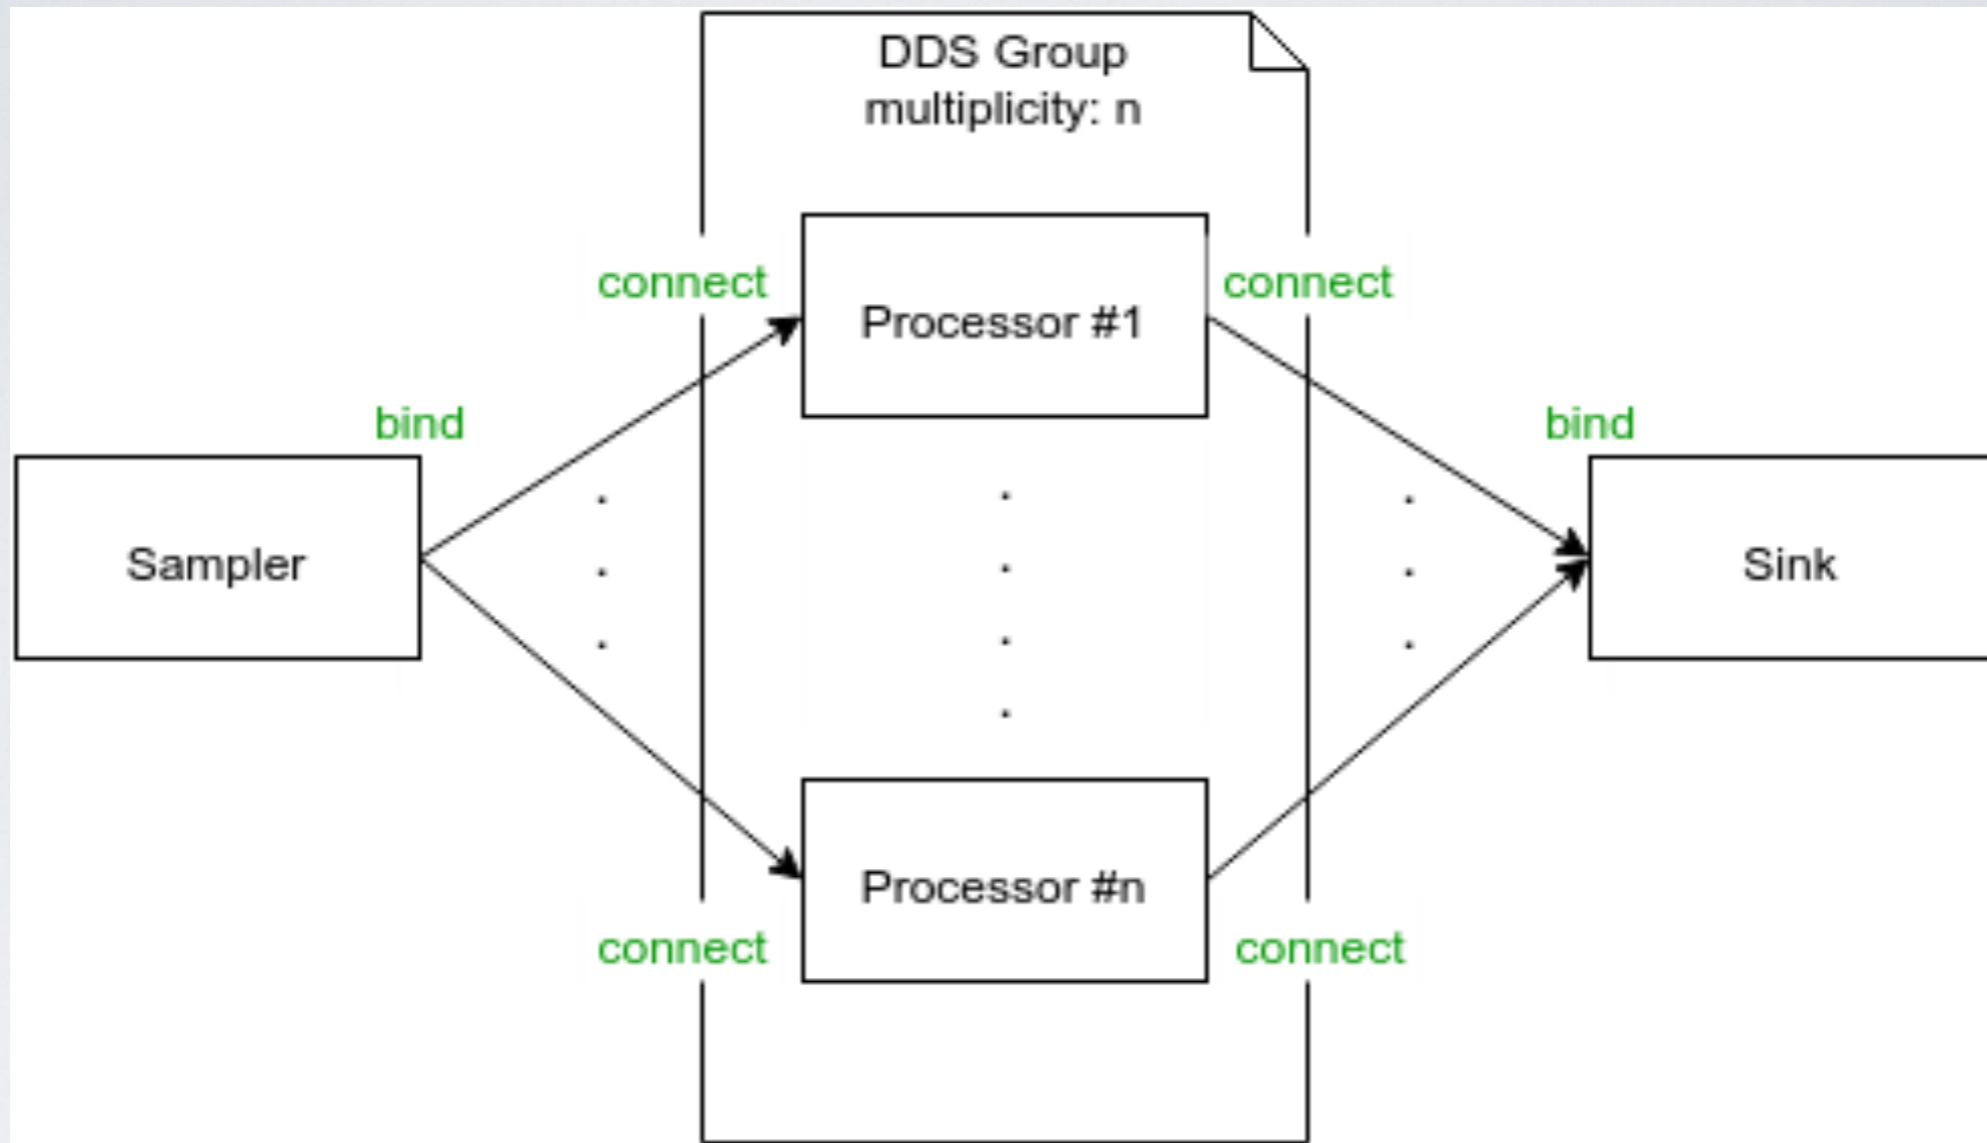 DDS Group
multiplicity: n
connect
connect
Processor #1
bind
bind
Sampler
Sink
Processor #n
connect
connect